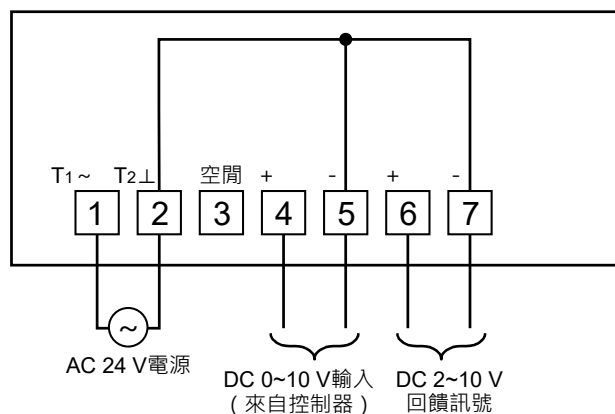 T1~ T2⊥ 空閒 + - + -
1 2 3 4 5 6 7
~
AC 24 V電源
DC 0~10 V輸入
(來自控制器)
DC 2~10 V
回饋訊號